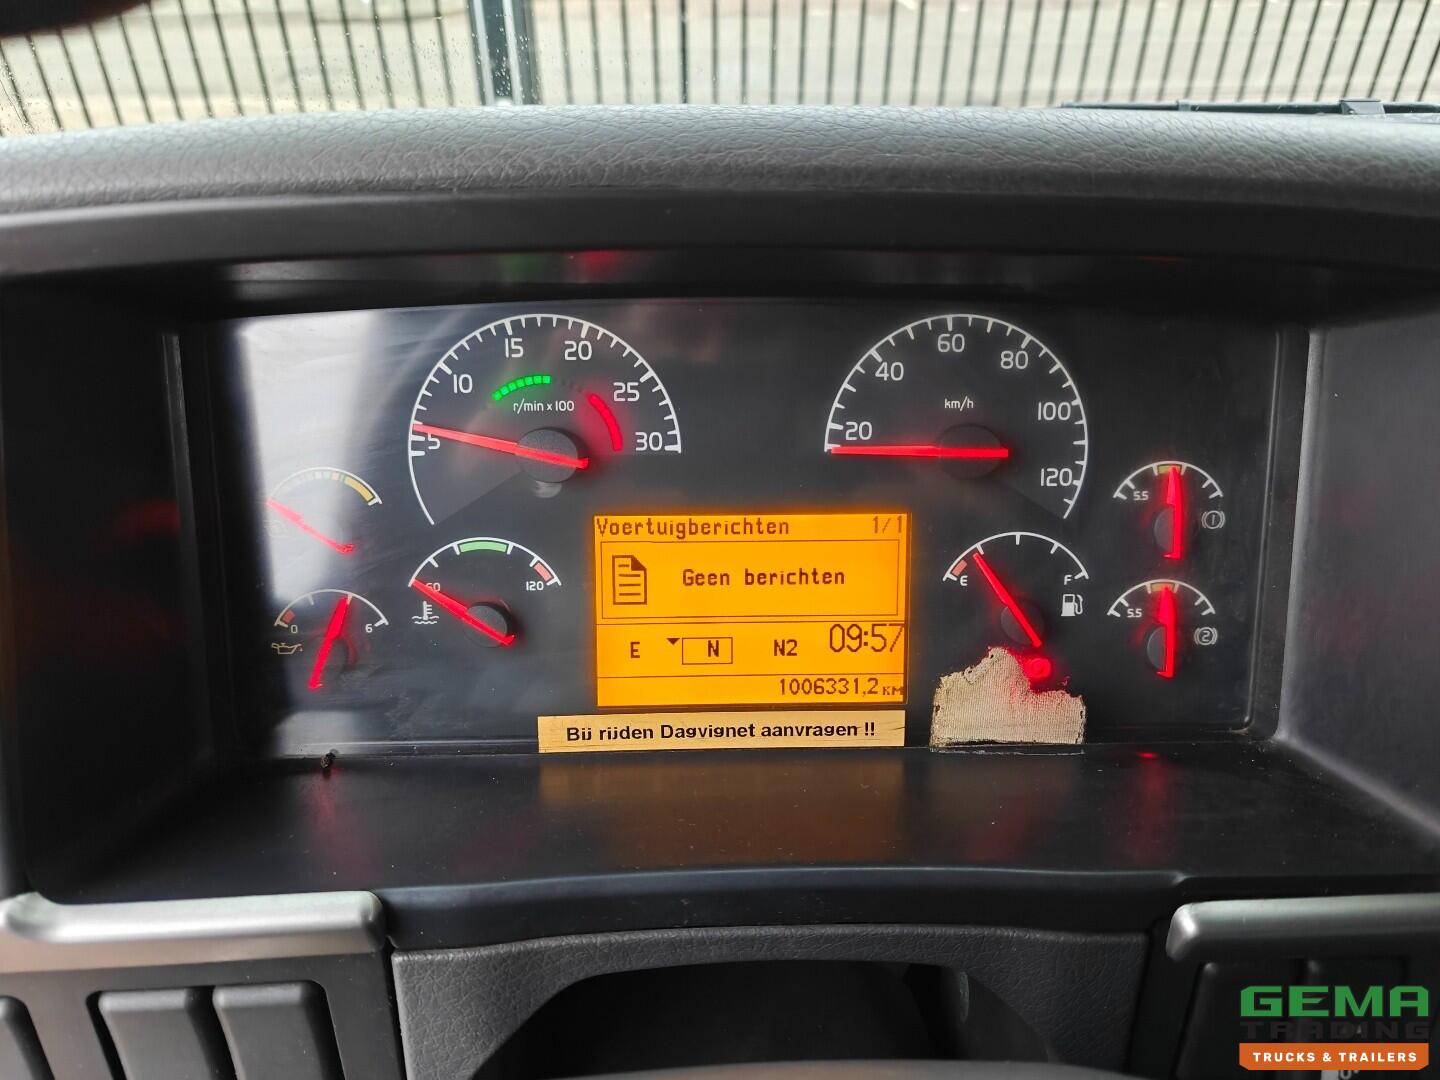 15
20
10
25
r/min x 100
5
30
60
40
80
km/h
100
20
120
5.5
1
0
6
60
120
E
F
5.5
2
Voertuigberichten 1/1
Geen berichten
E N N2 09:57
1006331,2 KM
Bij rijden Dagvignet aanvragen !!
GEMA
TRADING
TRUCKS & TRAILERS